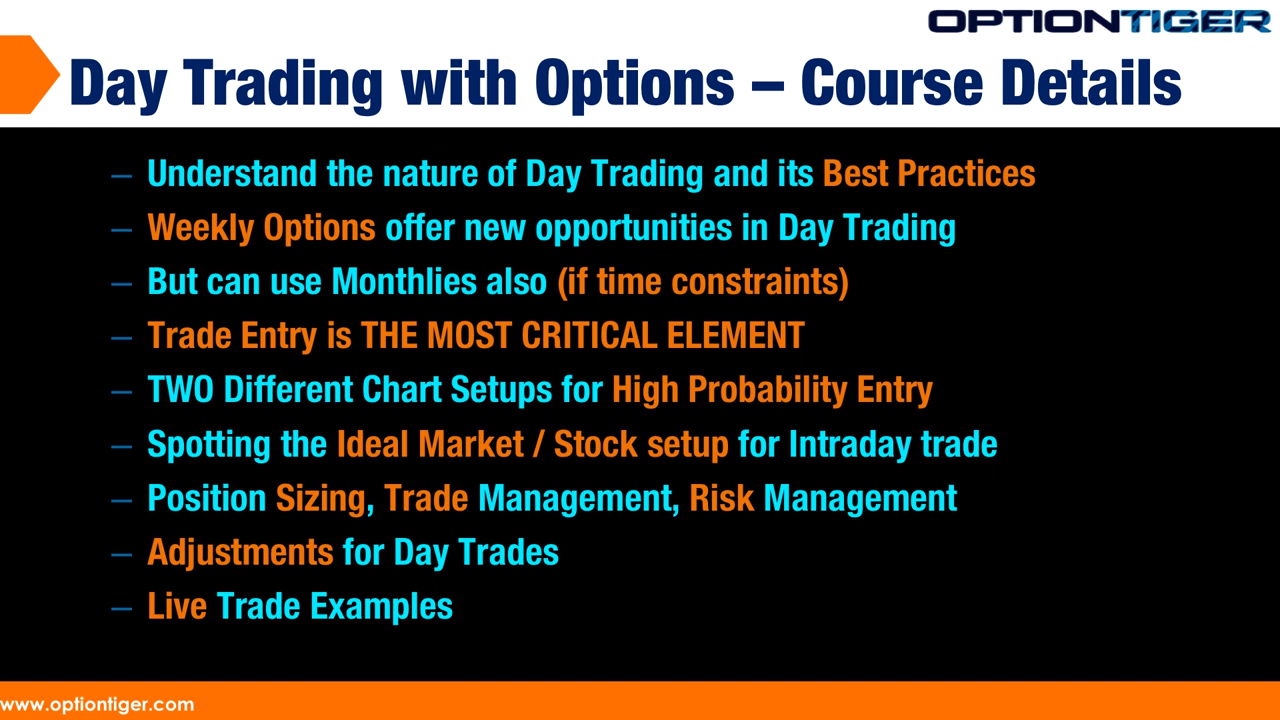 OPTIONTIGER
Day Trading with Options – Course Details
– Understand the nature of Day Trading and its Best Practices
– Weekly Options offer new opportunities in Day Trading
– But can use Monthlies also (if time constraints)
– Trade Entry is THE MOST CRITICAL ELEMENT
– TWO Different Chart Setups for High Probability Entry
– Spotting the Ideal Market / Stock setup for Intraday trade
– Position Sizing, Trade Management, Risk Management
– Adjustments for Day Trades
– Live Trade Examples
www.optiontiger.com